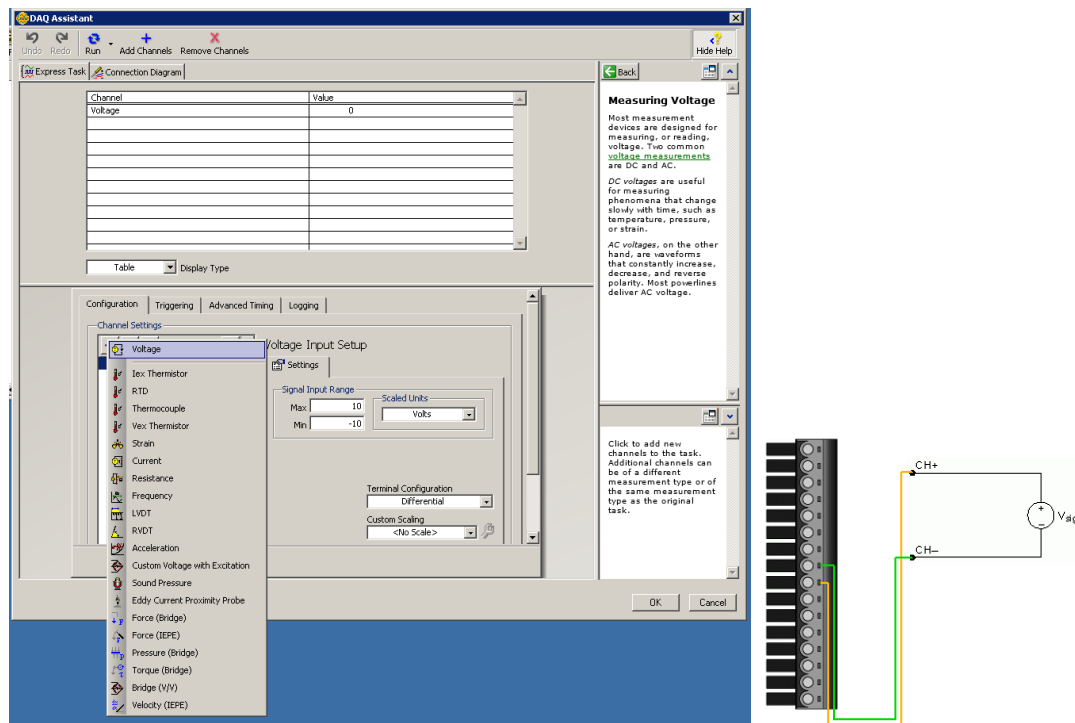 DAQ Assistant
Undo Redo Run Add Channels Remove Channels Hide Help
Express Task Connection Diagram
Channel Value
Voltage 0
Table Display Type
Configuration Triggering Advanced Timing Logging
Channel Settings
Voltage Input Setup
Settings
Signal Input Range
Max 10
Min -10
Scaled Units
Volts
Terminal Configuration
Differential
Custom Scaling
<No Scale>
Voltage
Iex Thermistor
RTD
Thermocouple
Vex Thermistor
Strain
Current
Resistance
Frequency
LVDT
RVDT
Acceleration
Custom Voltage with Excitation
Sound Pressure
Eddy Current Proximity Probe
Force (Bridge)
Force (IEPE)
Pressure (Bridge)
Torque (Bridge)
Bridge (V/V)
Velocity (IEPE)
Back
Measuring Voltage
Most measurement
devices are designed for
measuring, or reading,
voltage. Two common
voltage measurements
are DC and AC.
DC voltages are useful
for measuring
phenomena that change
slowly with time, such as
temperature, pressure,
or strain.
AC voltages, on the other
hand, are waveforms
that constantly increase,
decrease, and reverse
polarity. Most powerlines
deliver AC voltage.
Click to add new
channels to the task.
Additional channels can
be of a different
measurement type or of
the same measurement
type as the original
task.
OK Cancel
CH+
+
−
CH−